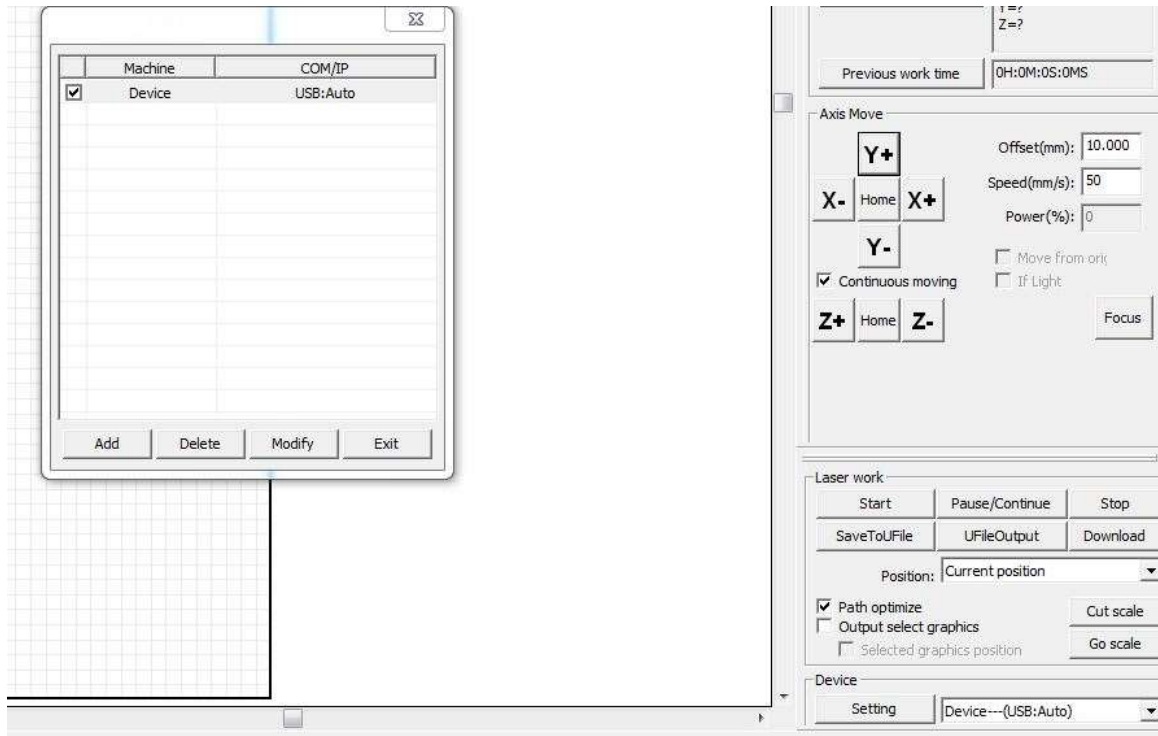 Machine COM/IP
Device USB:Auto
Add Delete Modify Exit
Z=?
Previous work time 0H:0M:0S:0MS
Axis Move
Y+
X- Home X+
Y-
Offset(mm): 10.000
Speed(mm/s): 50
Power(%): 0
Continuous moving
Move from orig
If Light
Z+ Home Z-
Focus
Laser work
Start Pause/Continue Stop
SaveToUFile UFileOutput Download
Position: Current position
Path optimize
Output select graphics
Selected graphics position
Cut scale
Go scale
Device
Setting Device---(USB:Auto)